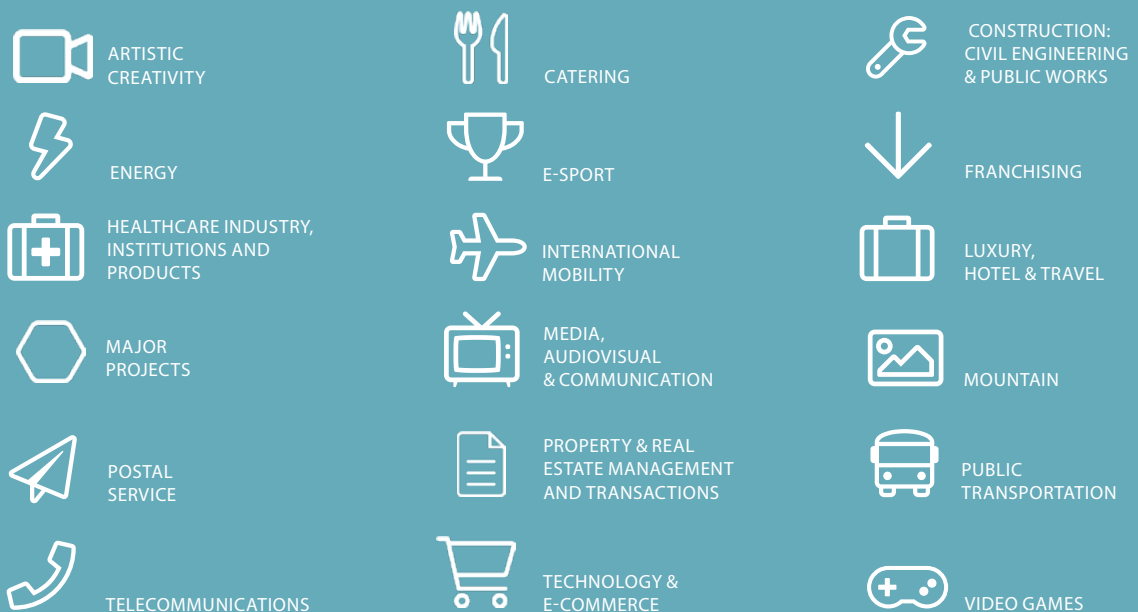 ARTISTIC
CREATIVITY
CATERING
CONSTRUCTION:
CIVIL ENGINEERING
& PUBLIC WORKS
ENERGY
E-SPORT
FRANCHISING
HEALTHCARE INDUSTRY,
INSTITUTIONS AND
PRODUCTS
INTERNATIONAL
MOBILITY
LUXURY,
HOTEL & TRAVEL
MAJOR
PROJECTS
MEDIA,
AUDIOVISUAL
& COMMUNICATION
MOUNTAIN
POSTAL
SERVICE
PROPERTY & REAL
ESTATE MANAGEMENT
AND TRANSACTIONS
PUBLIC
TRANSPORTATION
TELECOMMUNICATIONS
TECHNOLOGY &
E-COMMERCE
VIDEO GAMES